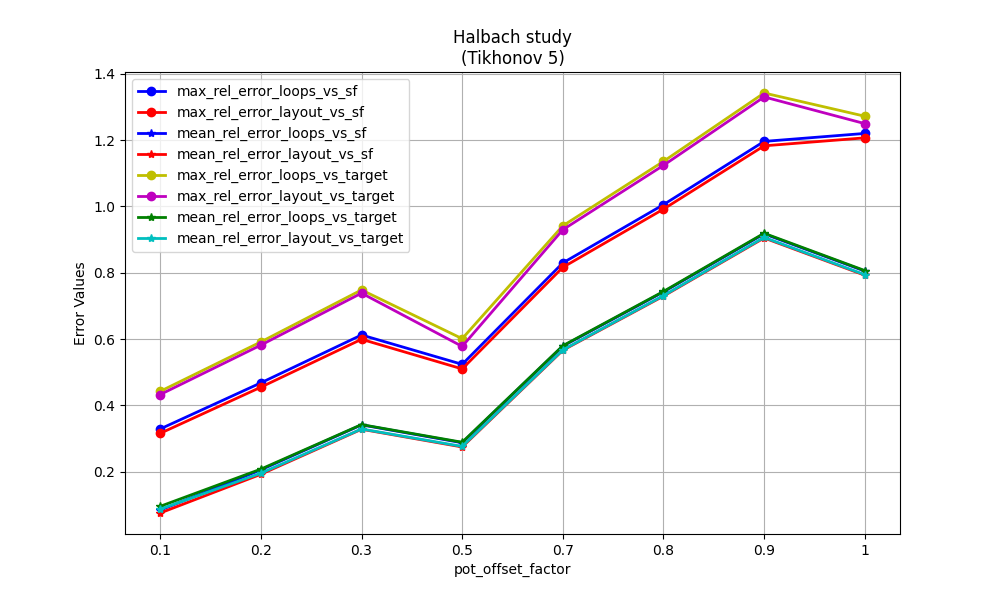 Halbach study
(Tikhonov 5)
max_rel_error_loops_vs_sf
max_rel_error_layout_vs_sf
mean_rel_error_loops_vs_sf
mean_rel_error_layout_vs_sf
max_rel_error_loops_vs_target
max_rel_error_layout_vs_target
mean_rel_error_loops_vs_target
mean_rel_error_layout_vs_target
Error Values
1.4
1.2
1.0
0.8
0.6
0.4
0.2
0.1 0.2 0.3 0.5 0.7 0.8 0.9 1
pot_offset_factor